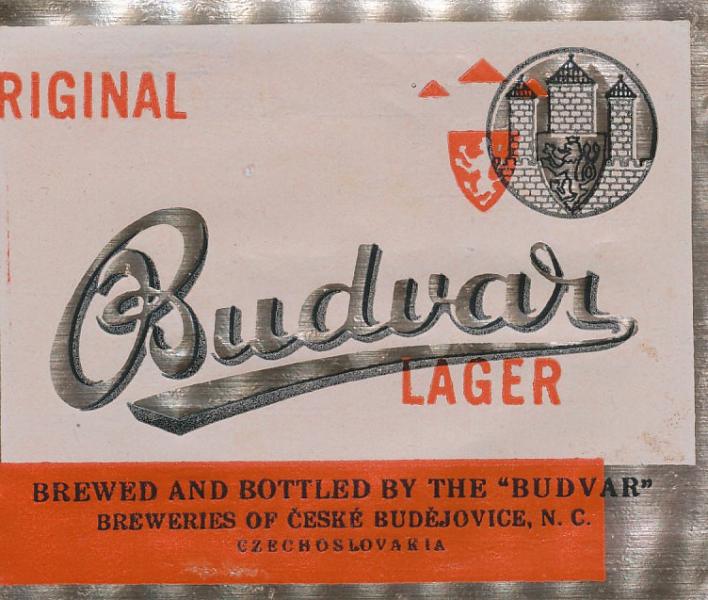 RIGINAL
Budvar
LAGER
BREWED AND BOTTLED BY THE “BUDVAR”
BREWERIES OF ČESKÉ BUDĚJOVICE, N. C.
CZECHOSLOVAKIA